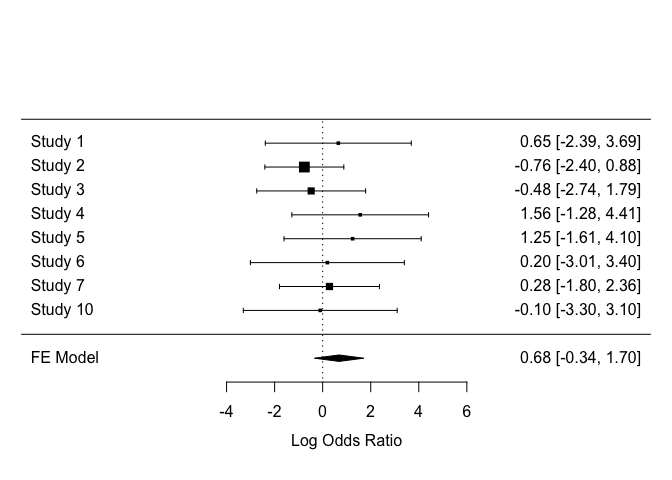 Study 1 0.65 [-2.39, 3.69]
Study 2 -0.76 [-2.40, 0.88]
Study 3 -0.48 [-2.74, 1.79]
Study 4 1.56 [-1.28, 4.41]
Study 5 1.25 [-1.61, 4.10]
Study 6 0.20 [-3.01, 3.40]
Study 7 0.28 [-1.80, 2.36]
Study 10 -0.10 [-3.30, 3.10]
FE Model 0.68 [-0.34, 1.70]
-4 -2 0 2 4 6
Log Odds Ratio